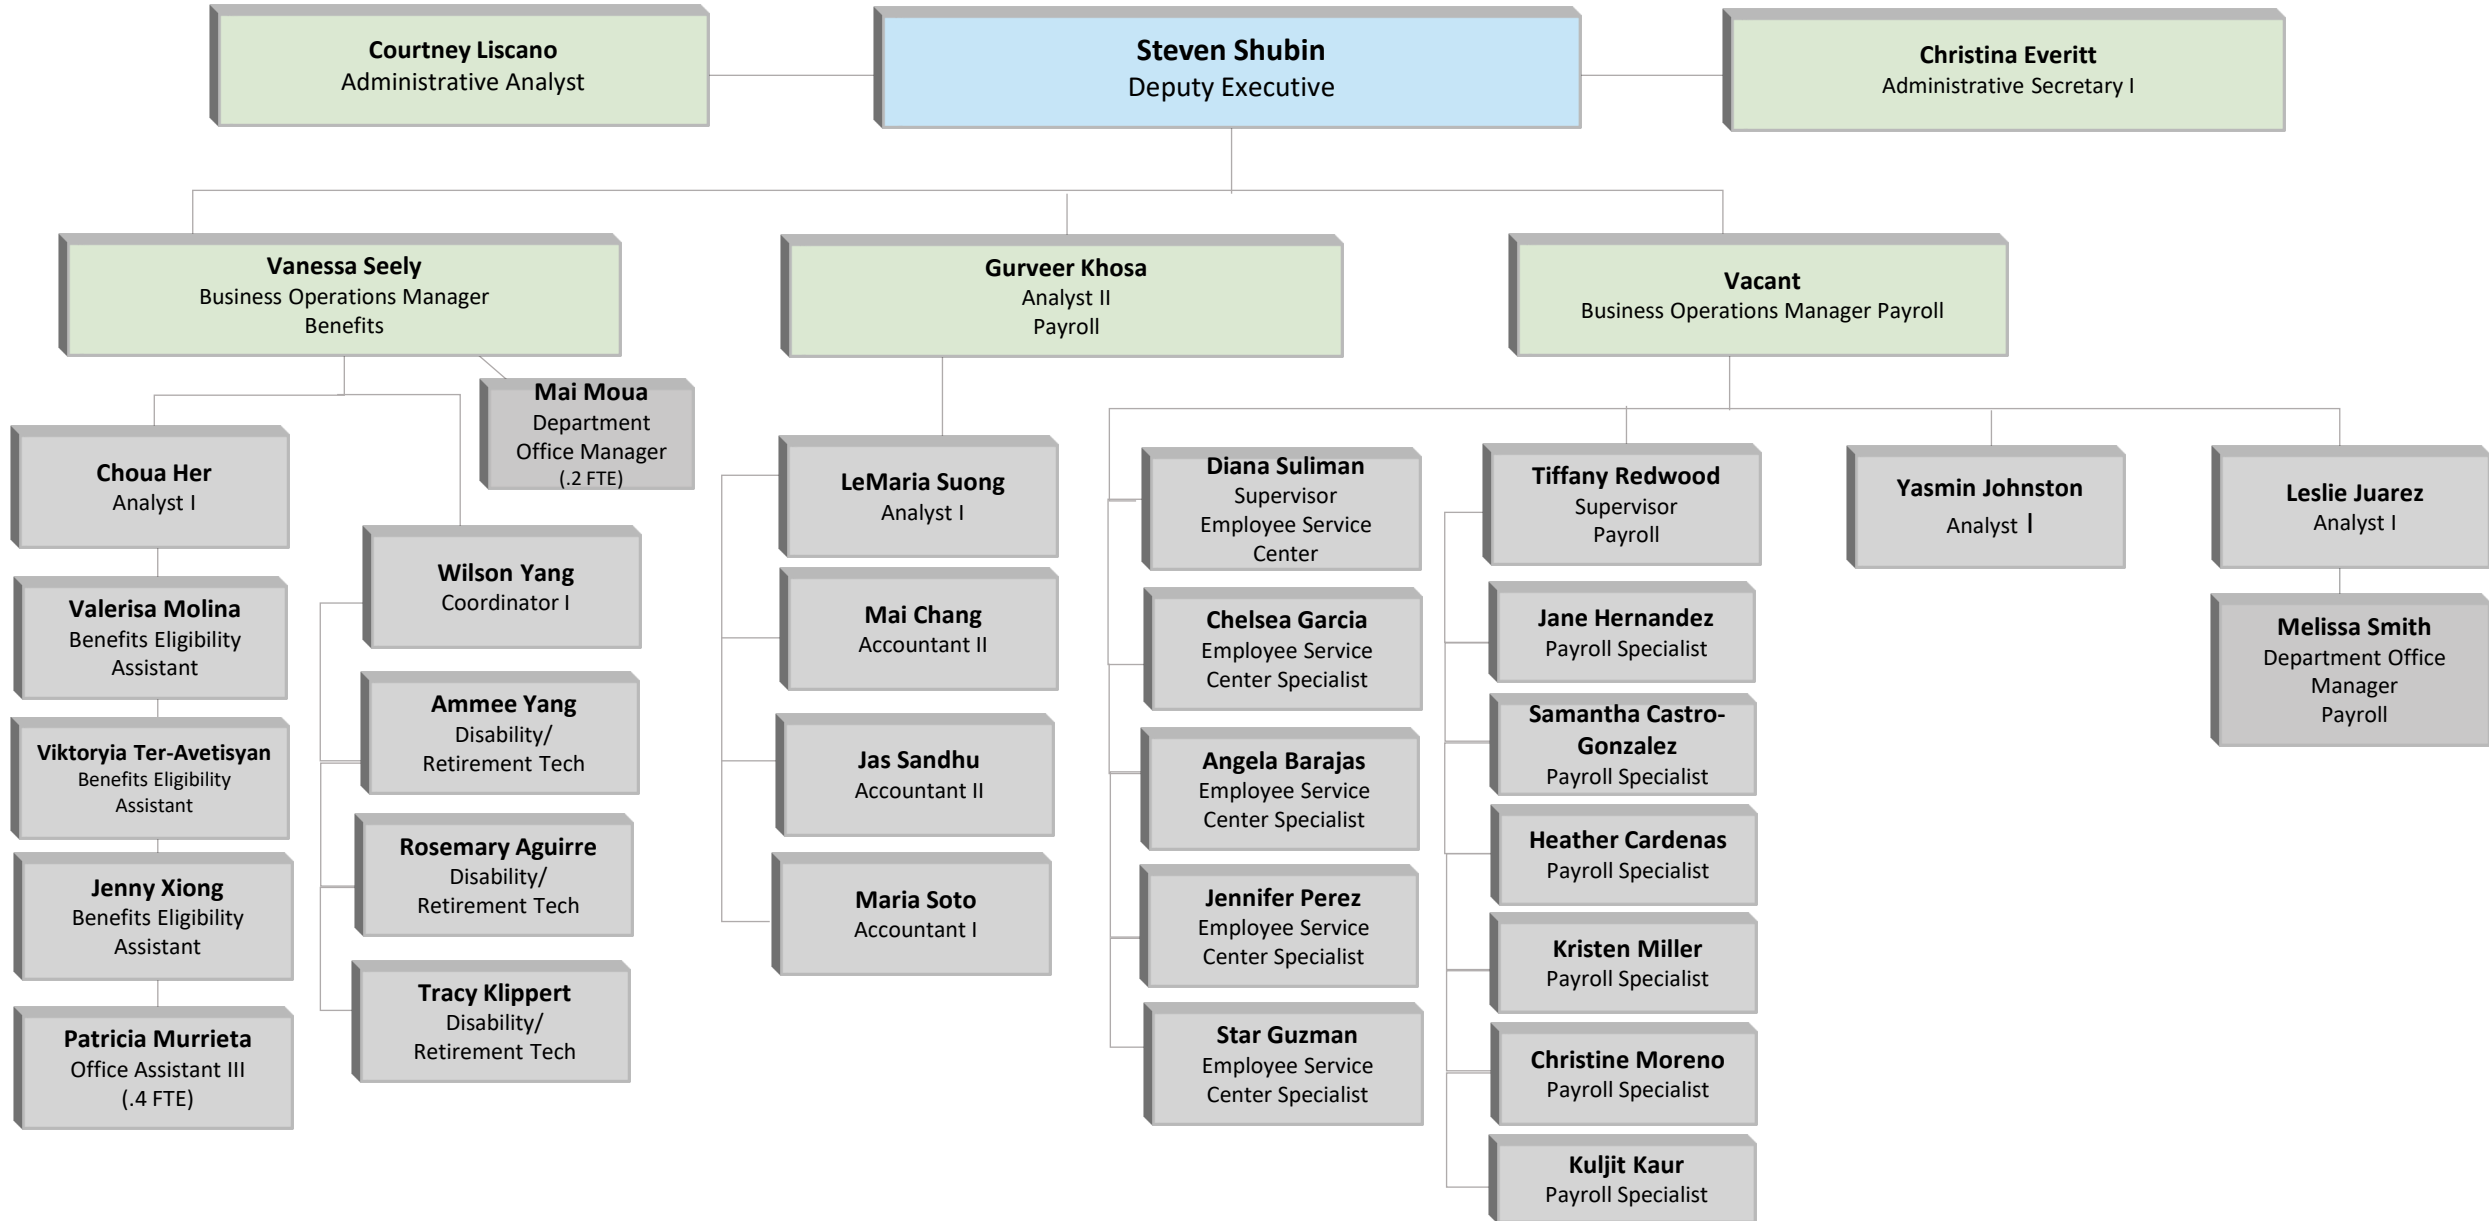 Courtney Liscano
Administrative Analyst
Steven Shubin
Deputy Executive
Christina Everitt
Administrative Secretary I
Vanessa Seely
Business Operations Manager
Benefits
Gurveer Khosa
Analyst II
Payroll
Vacant
Business Operations Manager Payroll
Mai Moua
Department
Office Manager
(.2 FTE)
Choua Her
Analyst I
Valerisa Molina
Benefits Eligibility
Assistant
Viktoryia Ter-Avetisyan
Benefits Eligibility
Assistant
Jenny Xiong
Benefits Eligibility
Assistant
Patricia Murrieta
Office Assistant III
(.4 FTE)
Wilson Yang
Coordinator I
Ammee Yang
Disability/
Retirement Tech
Rosemary Aguirre
Disability/
Retirement Tech
Tracy Klippert
Disability/
Retirement Tech
LeMaria Suong
Analyst I
Mai Chang
Accountant II
Jas Sandhu
Accountant II
Maria Soto
Accountant I
Diana Suliman
Supervisor
Employee Service
Center
Chelsea Garcia
Employee Service
Center Specialist
Angela Barajas
Employee Service
Center Specialist
Jennifer Perez
Employee Service
Center Specialist
Star Guzman
Employee Service
Center Specialist
Tiffany Redwood
Supervisor
Payroll
Jane Hernandez
Payroll Specialist
Samantha Castro-
Gonzalez
Payroll Specialist
Heather Cardenas
Payroll Specialist
Kristen Miller
Payroll Specialist
Christine Moreno
Payroll Specialist
Kuljit Kaur
Payroll Specialist
Yasmin Johnston
Analyst I
Leslie Juarez
Analyst I
Melissa Smith
Department Office
Manager
Payroll